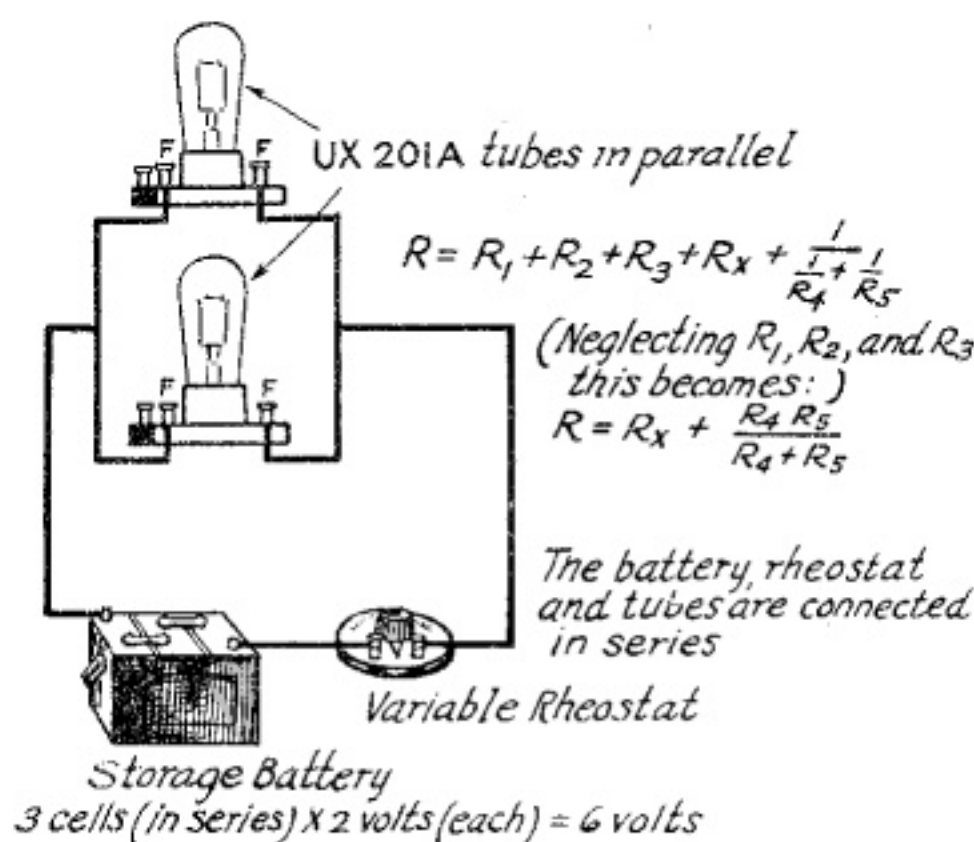 F F
UX 201A tubes in parallel
R = R₁ + R₂ + R₃ + Rx + 1/(1/R₄ + 1/R₅)
F F
(Neglecting R₁, R₂, and R₃
this becomes: )
R = Rx + R₄ R₅/(R₄ + R₅)
The battery, rheostat
and tubes are connected
in series
Variable Rheostat
Storage Battery
3 cells (in series) X 2 volts (each) = 6 volts